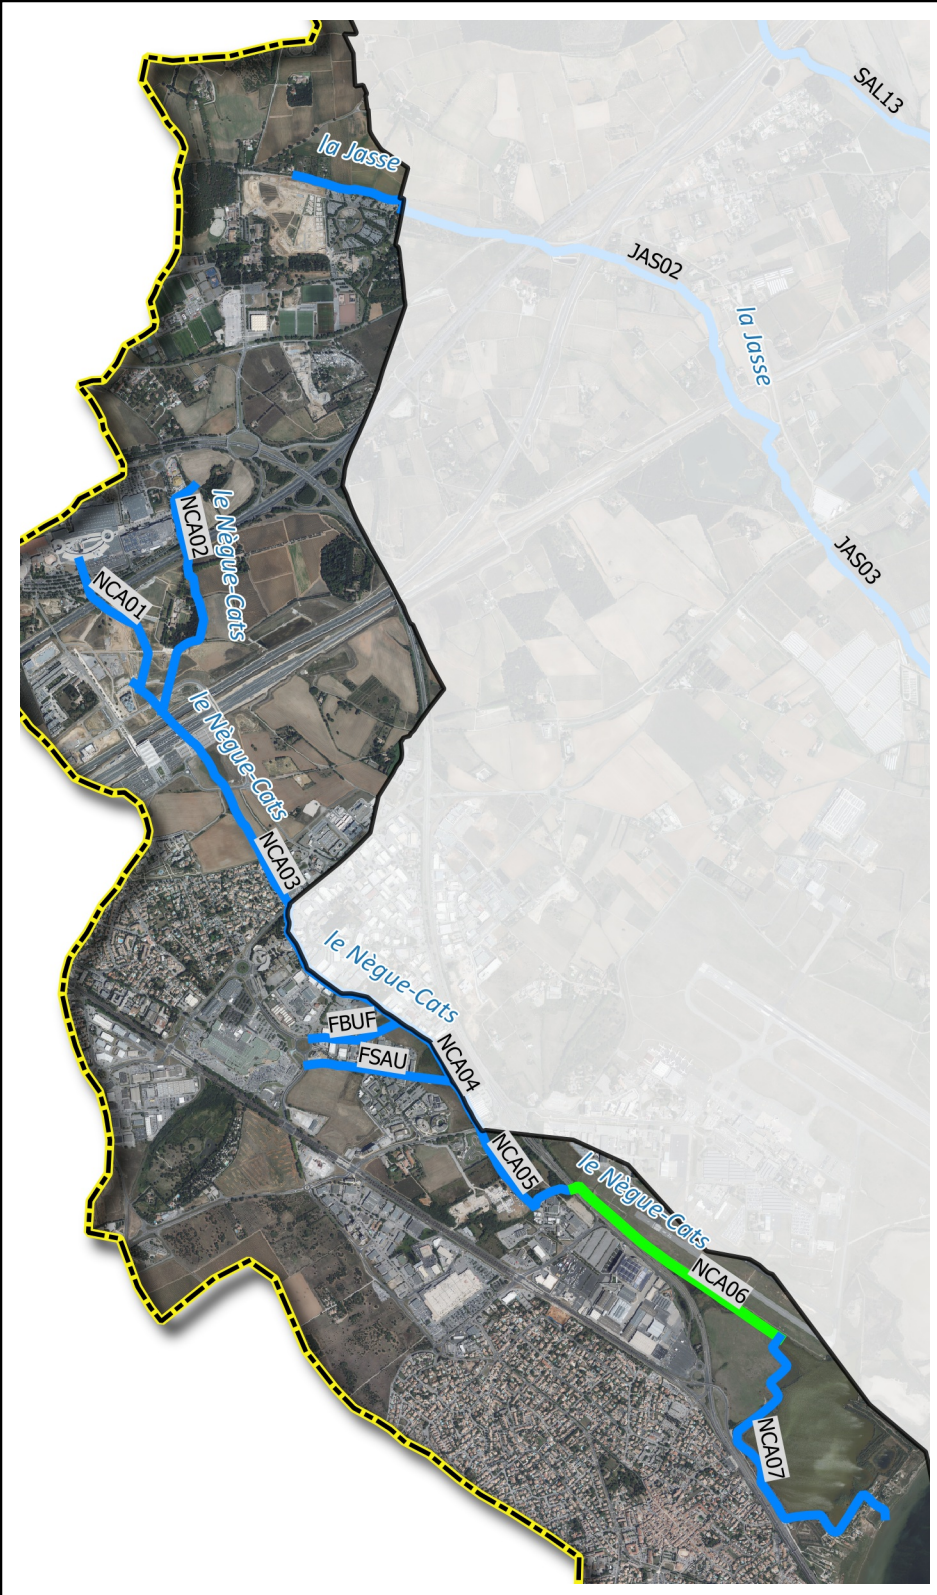 SAL13
la Jasse
JAS02
la Jasse
NCA02
le Nègue-Cats
JAS03
NCA01
le Nègue-Cats
NCA03
le Nègue-Cats
FBUF
FSAU
NCA04
NCA05
le Nègue-Cats
NCA06
NCA07